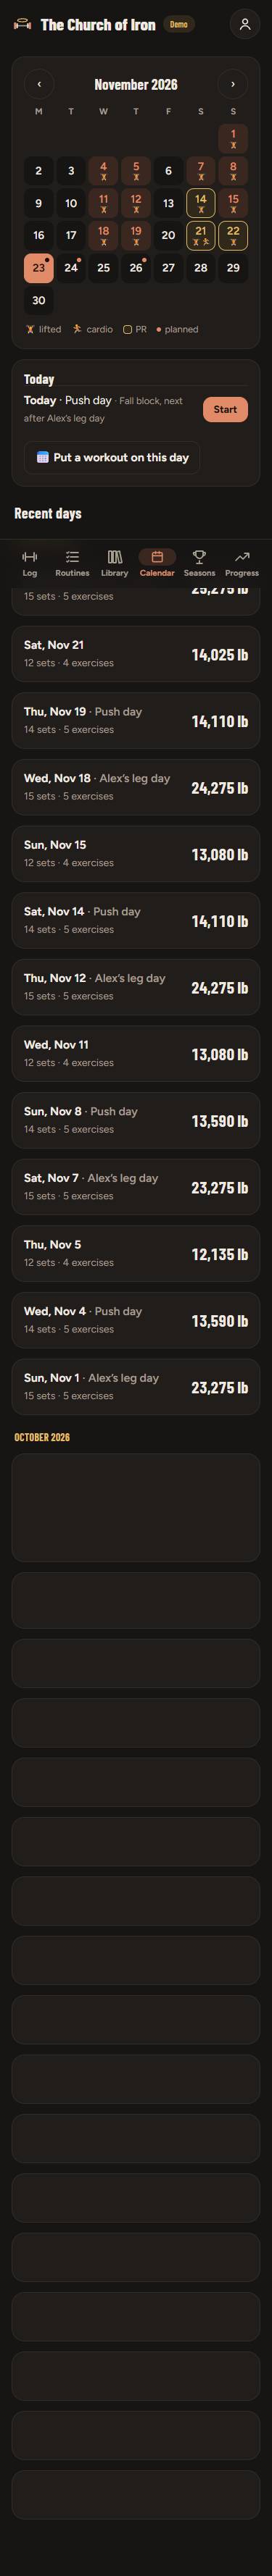 The Church of Iron Demo
‹ November 2026 ›
M T W T F S S
1
2 3 4 5 6 7 8
9 10 11 12 13 14 15
16 17 18 19 20 21 22
23 24 25 26 27 28 29
30
lifted cardio PR planned
Today
Today · Push day · Fall block, next
after Alex's leg day
Start
Put a workout on this day
Recent days
Log Routines Library Calendar Seasons Progress
15 sets · 5 exercises
Sat, Nov 21
12 sets · 4 exercises
14,025 lb
Thu, Nov 19 · Push day
14 sets · 5 exercises
14,110 lb
Wed, Nov 18 · Alex's leg day
15 sets · 5 exercises
24,275 lb
Sun, Nov 15
12 sets · 4 exercises
13,080 lb
Sat, Nov 14 · Push day
14 sets · 5 exercises
14,110 lb
Thu, Nov 12 · Alex's leg day
15 sets · 5 exercises
24,275 lb
Wed, Nov 11
12 sets · 4 exercises
13,080 lb
Sun, Nov 8 · Push day
14 sets · 5 exercises
13,590 lb
Sat, Nov 7 · Alex's leg day
15 sets · 5 exercises
23,275 lb
Thu, Nov 5
12 sets · 4 exercises
12,135 lb
Wed, Nov 4 · Push day
14 sets · 5 exercises
13,590 lb
Sun, Nov 1 · Alex's leg day
15 sets · 5 exercises
23,275 lb
OCTOBER 2026